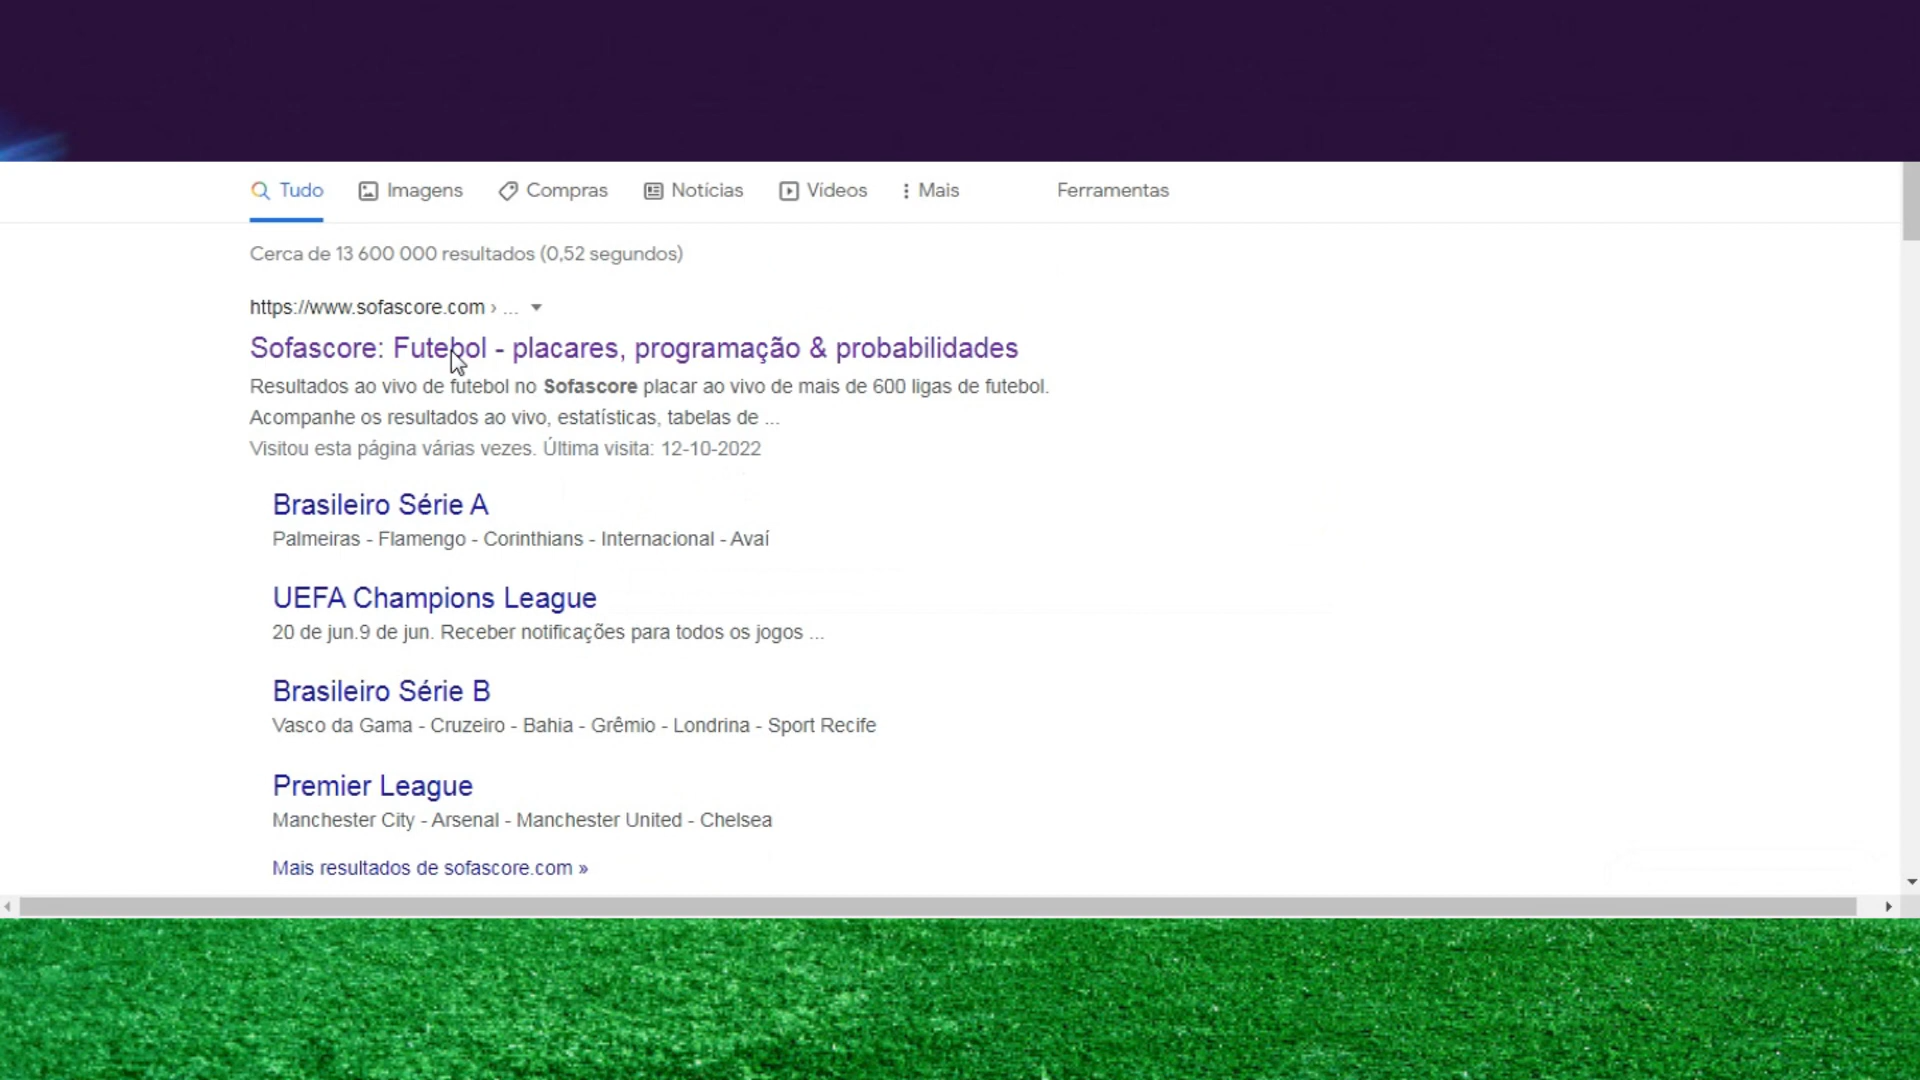 Tudo Imagens Compras Notícias Vídeos Mais Ferramentas
Cerca de 13 600 000 resultados (0,52 segundos)
https://www.sofascore.com › ...
Sofascore: Futebol - placares, programação & probabilidades
Resultados ao vivo de futebol no Sofascore placar ao vivo de mais de 600 ligas de futebol.
Acompanhe os resultados ao vivo, estatísticas, tabelas de ...
Visitou esta página várias vezes. Última visita: 12-10-2022
Brasileiro Série A
Palmeiras - Flamengo - Corinthians - Internacional - Avaí
UEFA Champions League
20 de jun.9 de jun. Receber notificações para todos os jogos ...
Brasileiro Série B
Vasco da Gama - Cruzeiro - Bahia - Grêmio - Londrina - Sport Recife
Premier League
Manchester City - Arsenal - Manchester United - Chelsea
Mais resultados de sofascore.com »